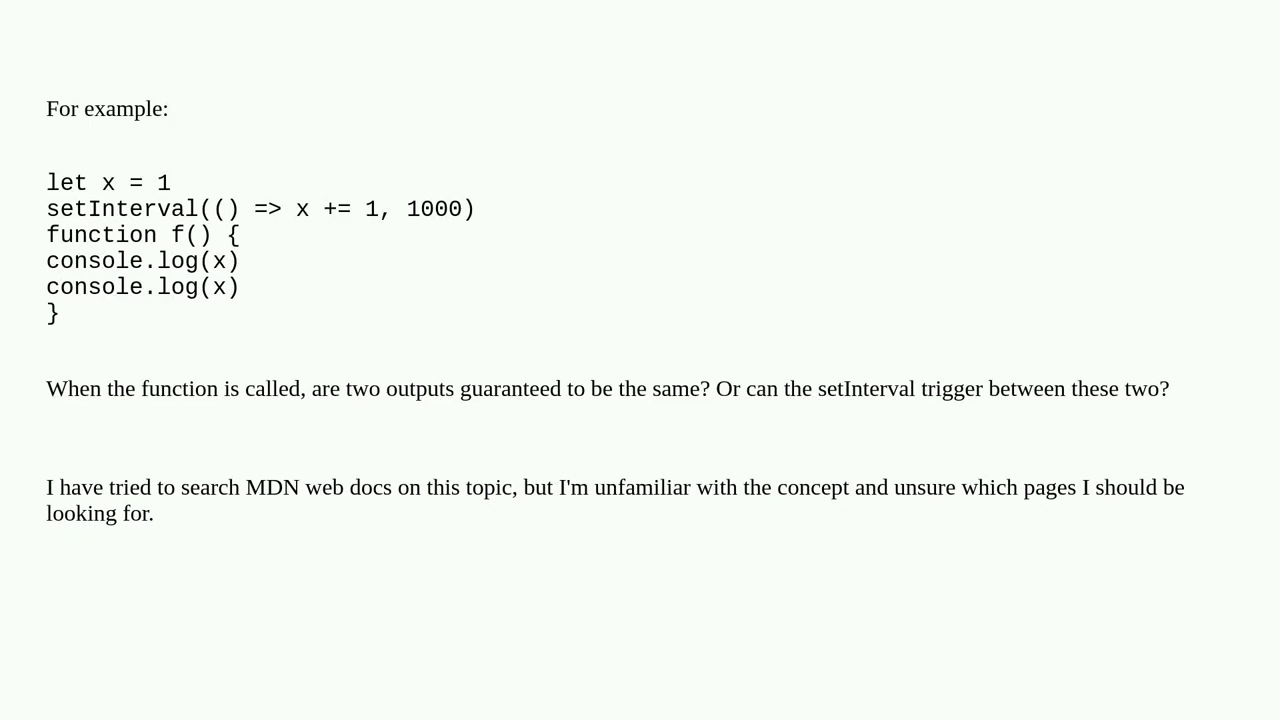 For example:
let x = 1
setInterval(() => x += 1, 1000)
function f() {
console.log(x)
console.log(x)
}
When the function is called, are two outputs guaranteed to be the same? Or can the setInterval trigger between these two?
I have tried to search MDN web docs on this topic, but I'm unfamiliar with the concept and unsure which pages I should be
looking for.